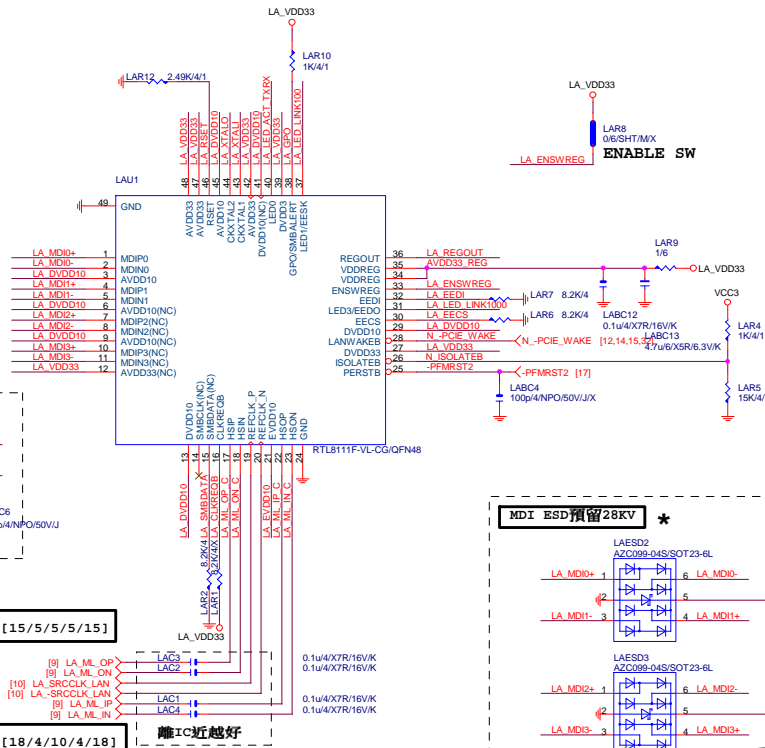 LA_VDD33
LAR10
1K/4/1
LAR12
2.49K/4/1
LA_VDD33
LA_VDD33
LA_RSET
LA_DVDD10
LA_XTALO
LA_XTALI
LA_VDD33
LA_DVDD10
LA_LED_ACT_TXRX
LA_VDD33
LA_GPO
LA_LED_LINK100
48
47
46
45
44
43
42
41
40
39
38
37
LA_VDD33
LAR8
0/6/SHT/M/X
LA_ENSWREG
ENABLE SW
LAU1
49
GND
AVDD33
AVDD33
RSET
AVDD10
CKXTAL2
CKXTAL1
AVDD33
DVDD10(NC)
LED0
DVDD33
GPO/SMBALERT
LED1/EESK
LA_MDI0+ 1 MDIP0
LA_MDI0- 2 MDIN0
LA_DVDD10 3 AVDD10
LA_MDI1+ 4 MDIP1
LA_MDI1- 5 MDIN1
LA_DVDD10 6 AVDD10(NC)
LA_MDI2+ 7 MDIP2(NC)
LA_MDI2- 8 MDIN2(NC)
LA_DVDD10 9 AVDD10(NC)
LA_MDI3+ 10 MDIP3(NC)
LA_MDI3- 11 MDIN3(NC)
LA_VDD33 12 AVDD33(NC)
REGOUT 36 LA_REGOUT
VDDREG 35 AVDD33_REG
VDDREG 34
ENSWREG 33 LA_ENSWREG
EEDI 32 LA_EEDI
LED3/EEDO 31 LA_LED_LINK1000
EECS 30 LA_EECS
DVDD10 29 LA_DVDD10
LANWAKEB 28 N_-PCIE_WAKE
DVDD33 27 LA_VDD33
ISOLATEB 26 N_ISOLATEB
PERSTB 25 -PFMRST2
LAR9
1/6
LA_VDD33
LAR7 8.2K/4
LAR6 8.2K/4
LABC12
0.1u/4/X7R/16V/K
N_-PCIE_WAKE
LABC13
4.7u/6/X5R/6.3V/K
VCC3
LAR4
1K/4/1
-PFMRST2 [17]
LABC4
100p/4/NPO/50V/J/X
LAR5
15K/4/
DVDD10
SMBCLK(NC)
SMBDATA(NC)
CLKREQB
HSIP
HSIN
REFCLK_P
REFCLK_N
EVDD10
HSOP
HSON
GND
RTL8111F-VL-CG/QFN48
13
14
15
16
17
18
19
20
21
22
23
24
LA_DVDD10
LA_SMBDATA
LA_CLKREQB
LA_ML_OP_C
LA_ML_ON_C
LA_EVDD10
LA_ML_IP_C
LA_ML_IN_C
C6
p/4/NPO/50V/J
8.2K/4
8.2K/4/X
LAR2
LAR1
LA_VDD33
[15/5/5/5/15]
[9] LA_ML_OP LAC3 0.1u/4/X7R/16V/K
[9] LA_ML_ON LAC2 0.1u/4/X7R/16V/K
[10] LA_SRCCLK_LAN
[10] LA_-SRCCLK_LAN
[9] LA_ML_IP LAC1 0.1u/4/X7R/16V/K
[9] LA_ML_IN LAC4 0.1u/4/X7R/16V/K
離IC近越好
[18/4/10/4/18]
MDI ESD預留28KV *
LAESD2
AZC099-04S/SOT23-6L
LA_MDI0+ 1 6 LA_MDI0-
2 5
LA_MDI1- 3 4 LA_MDI1+
LAESD3
AZC099-04S/SOT23-6L
LA_MDI2+ 1 6 LA_MDI2-
2 5
LA_MDI3- 3 4 LA_MDI3+